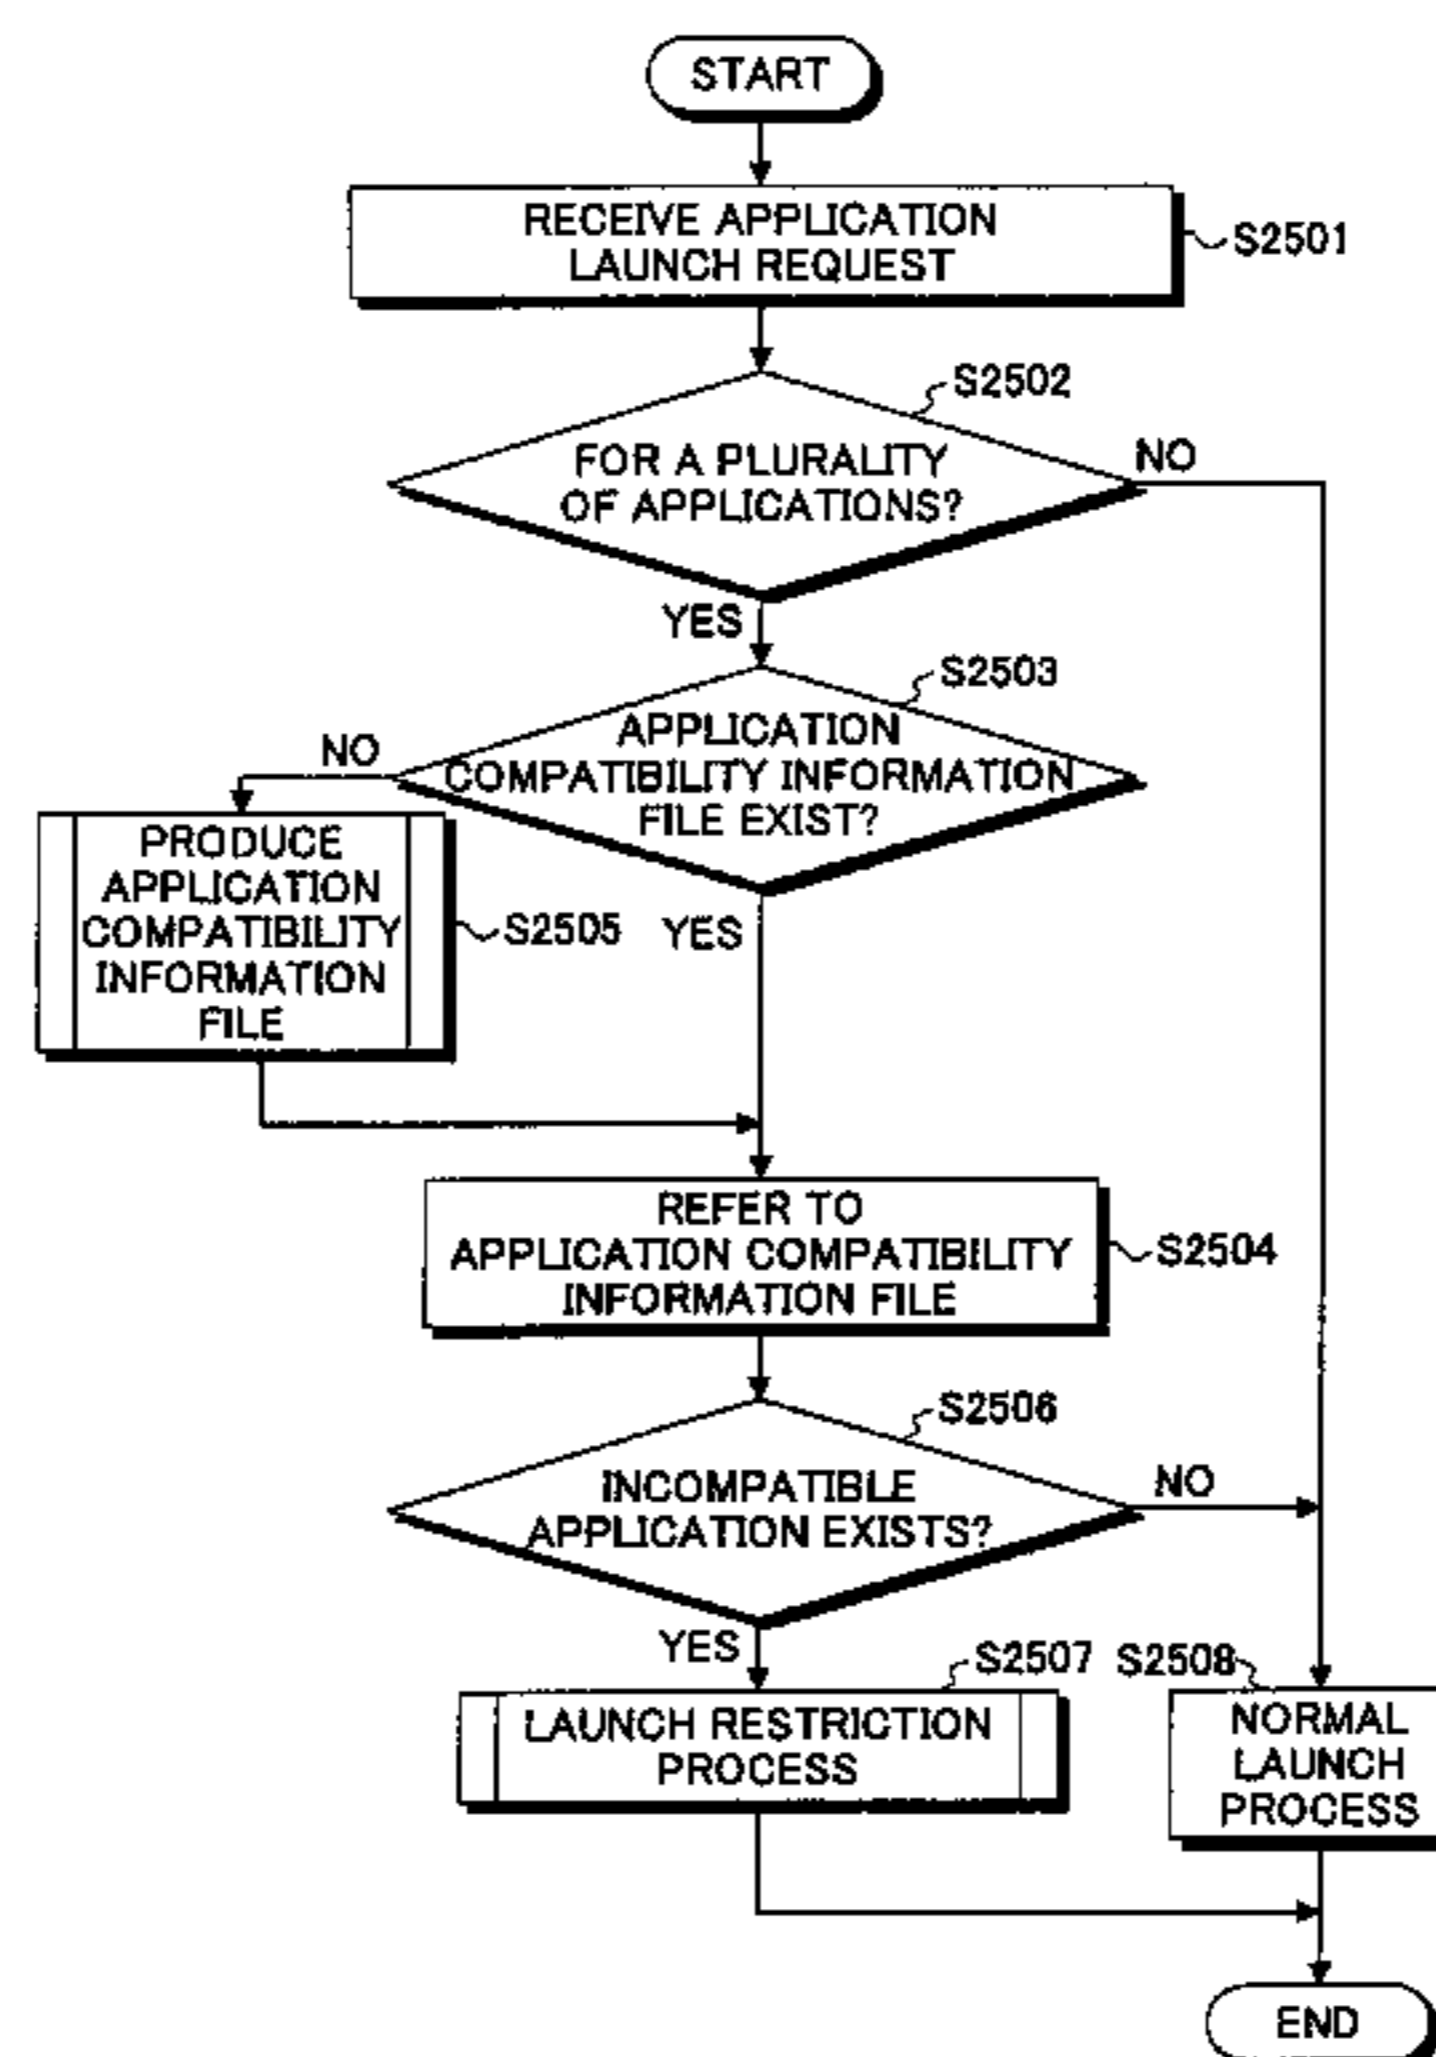 START
RECEIVE APPLICATION
LAUNCH REQUEST
S2501
S2502
FOR A PLURALITY
OF APPLICATIONS?
NO
YES
S2503
APPLICATION
COMPATIBILITY INFORMATION
FILE EXIST?
NO
PRODUCE
APPLICATION
COMPATIBILITY
INFORMATION
FILE
S2505
YES
REFER TO
APPLICATION COMPATIBILITY
INFORMATION FILE
S2504
S2506
INCOMPATIBLE
APPLICATION EXISTS?
NO
YES
S2507
LAUNCH RESTRICTION
PROCESS
S2508
NORMAL
LAUNCH
PROCESS
END